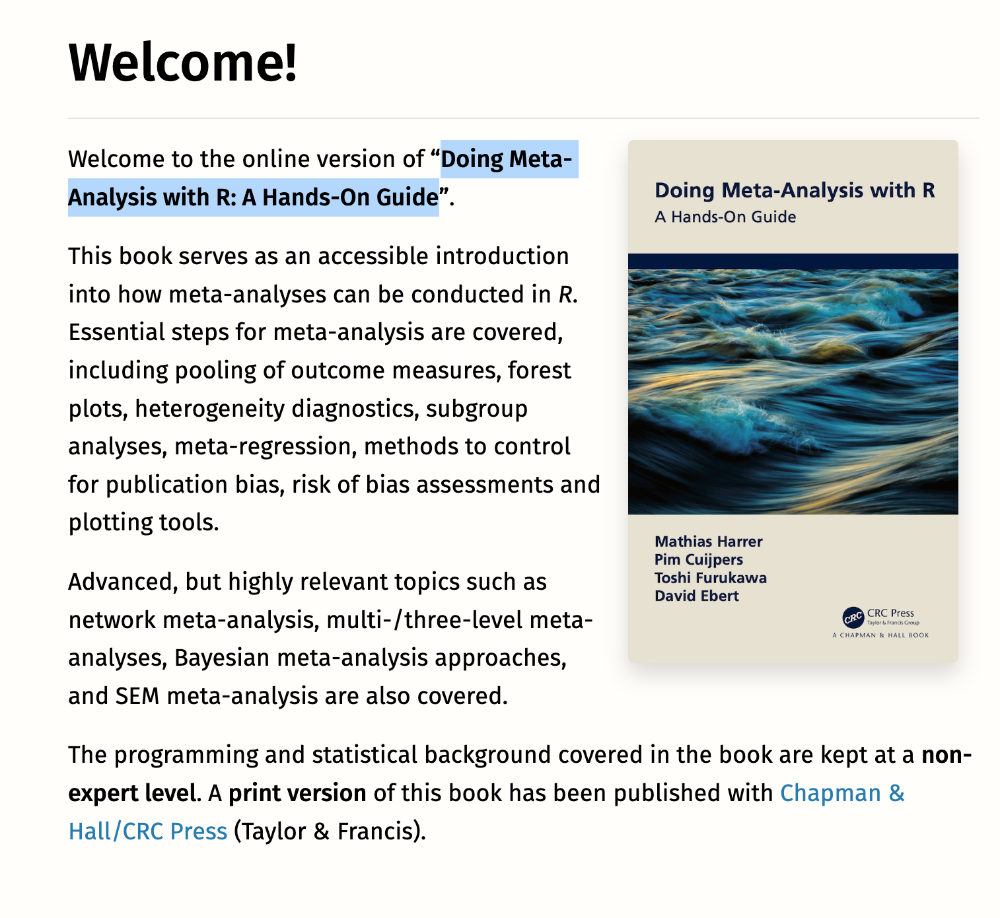 Welcome!
Welcome to the online version of “Doing Meta-
Analysis with R: A Hands-On Guide”.
This book serves as an accessible introduction
into how meta-analyses can be conducted in R.
Essential steps for meta-analysis are covered,
including pooling of outcome measures, forest
plots, heterogeneity diagnostics, subgroup
analyses, meta-regression, methods to control
for publication bias, risk of bias assessments and
plotting tools.
Advanced, but highly relevant topics such as
network meta-analysis, multi-/three-level meta-
analyses, Bayesian meta-analysis approaches,
and SEM meta-analysis are also covered.
The programming and statistical background covered in the book are kept at a non-
expert level. A print version of this book has been published with Chapman &
Hall/CRC Press (Taylor & Francis).
Doing Meta-Analysis with R
A Hands-On Guide
Mathias Harrer
Pim Cuijpers
Toshi Furukawa
David Ebert
CRC
CRC Press
Taylor & Francis Group
A CHAPMAN & HALL BOOK